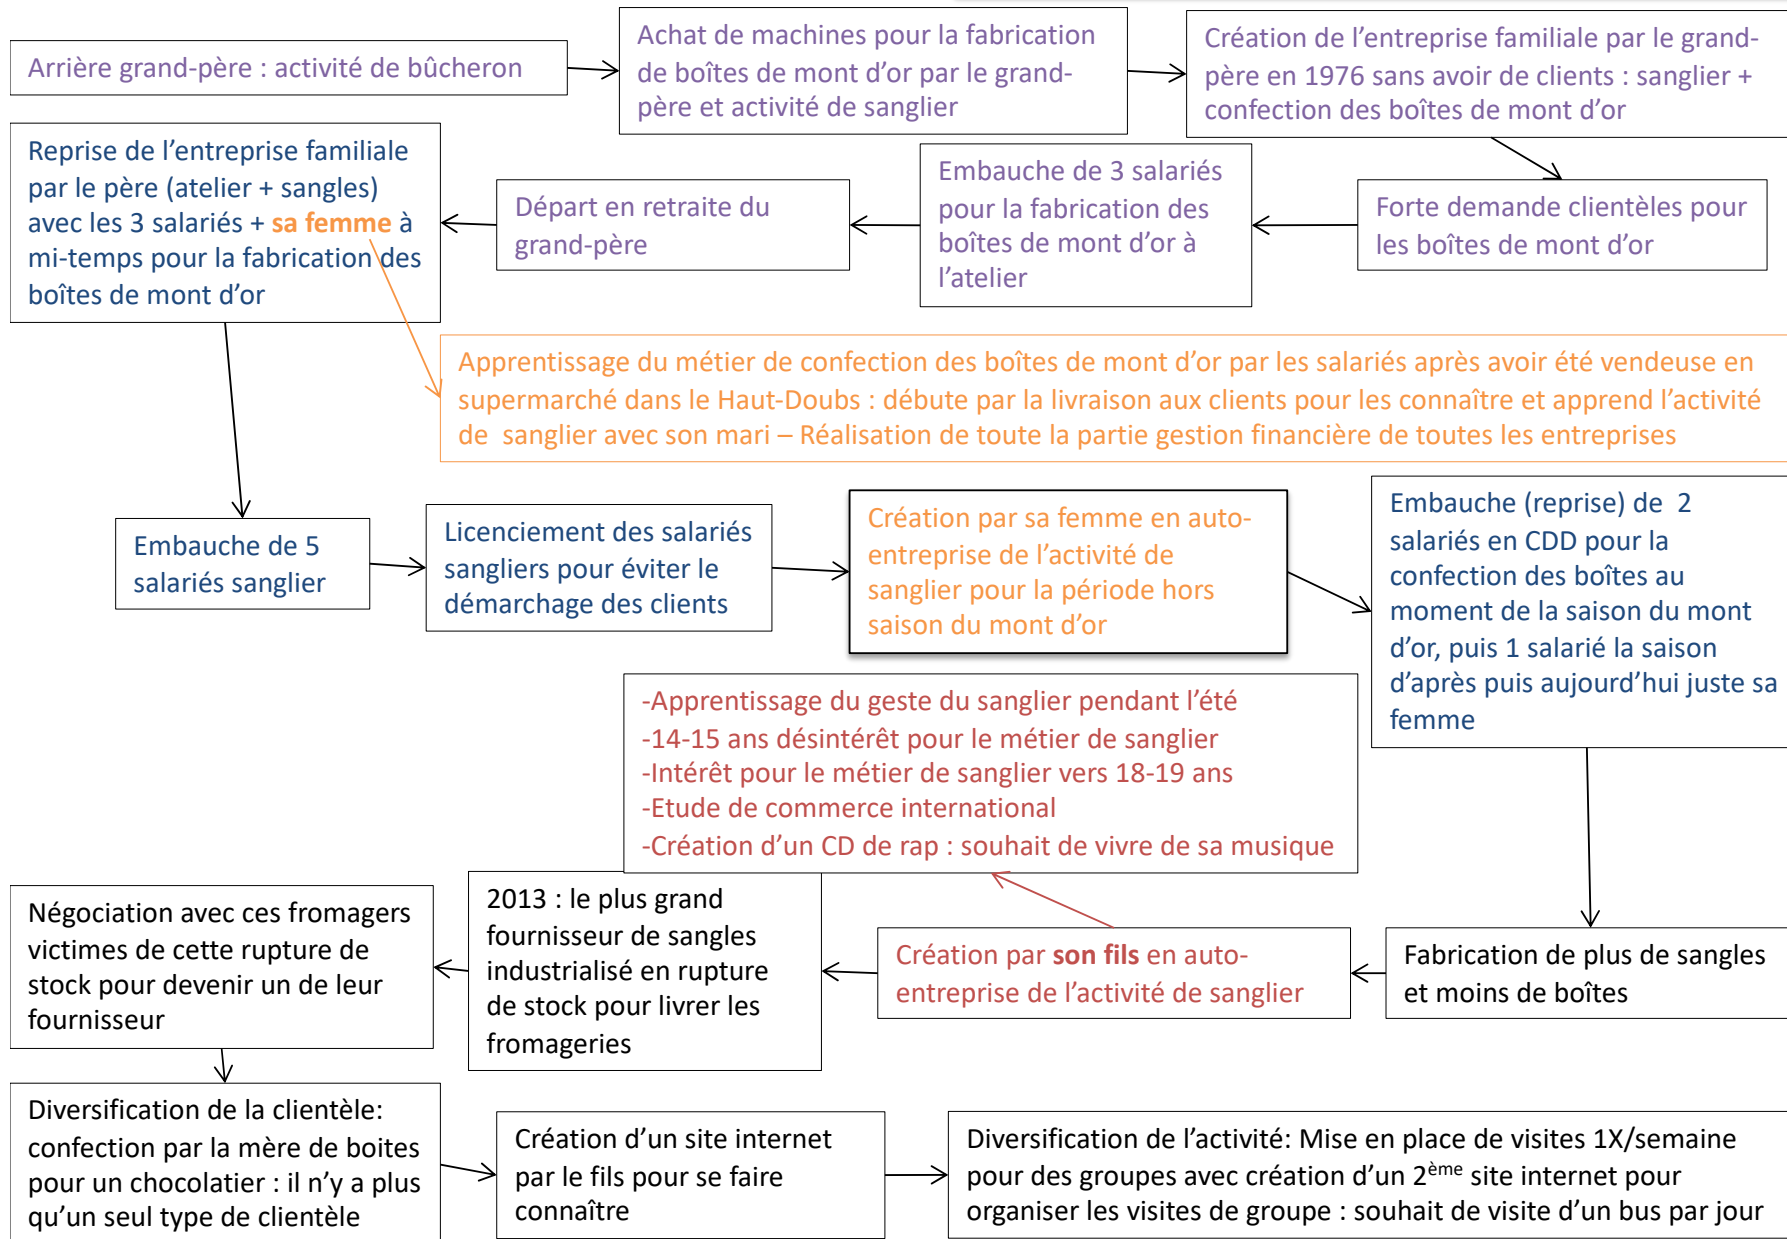 Arrière grand-père : activité de bûcheron
Achat de machines pour la fabrication
de boîtes de mont d'or par le grand-
père et activité de sanglier
Création de l'entreprise familiale par le grand-
père en 1976 sans avoir de clients : sanglier +
confection des boîtes de mont d'or
Forte demande clientèles pour
les boîtes de mont d'or
Embauche de 3 salariés
pour la fabrication des
boîtes de mont d'or à
l'atelier
Départ en retraite du
grand-père
Reprise de l'entreprise familiale
par le père (atelier + sangles)
avec les 3 salariés + sa femme à
mi-temps pour la fabrication des
boîtes de mont d'or
Apprentissage du métier de confection des boîtes de mont d'or par les salariés après avoir été vendeuse en
supermarché dans le Haut-Doubs : débute par la livraison aux clients pour les connaître et apprend l'activité
de sanglier avec son mari – Réalisation de toute la partie gestion financière de toutes les entreprises
Embauche de 5
salariés sanglier
Licenciement des salariés
sangliers pour éviter le
démarchage des clients
Création par sa femme en auto-
entreprise de l'activité de
sanglier pour la période hors
saison du mont d'or
Embauche (reprise) de 2
salariés en CDD pour la
confection des boîtes au
moment de la saison du mont
d'or, puis 1 salarié la saison
d'après puis aujourd'hui juste sa
femme
-Apprentissage du geste du sanglier pendant l'été
-14-15 ans désintérêt pour le métier de sanglier
-Intérêt pour le métier de sanglier vers 18-19 ans
-Etude de commerce international
-Création d'un CD de rap : souhait de vivre de sa musique
Fabrication de plus de sangles
et moins de boîtes
Création par son fils en auto-
entreprise de l'activité de sanglier
2013 : le plus grand
fournisseur de sangles
industrialisé en rupture
de stock pour livrer les
fromageries
Négociation avec ces fromagers
victimes de cette rupture de
stock pour devenir un de leur
fournisseur
Diversification de la clientèle:
confection par la mère de boites
pour un chocolatier : il n'y a plus
qu'un seul type de clientèle
Création d'un site internet
par le fils pour se faire
connaître
Diversification de l'activité: Mise en place de visites 1X/semaine
pour des groupes avec création d'un 2ème site internet pour
organiser les visites de groupe : souhait de visite d'un bus par jour